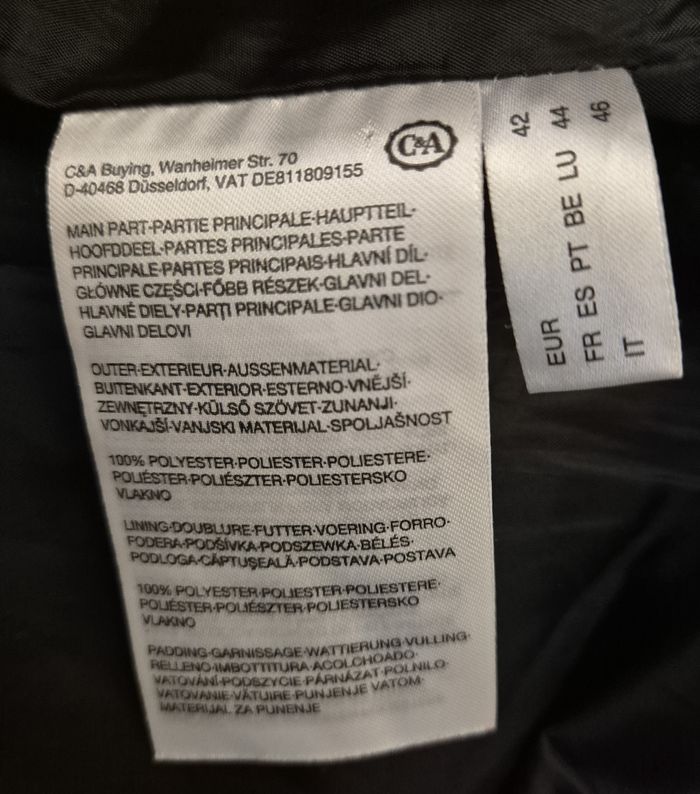 C&A
C&A Buying, Wanheimer Str. 70
D-40468 Düsseldorf, VAT DE811809155
MAIN PART·PARTIE PRINCIPALE·HAUPTTEIL·
HOOFDDEEL·PARTES PRINCIPALES·PARTE
PRINCIPALE·PARTES PRINCIPAIS·HLAVNÍ DÍL·
GŁÓWNE CZĘŚCI·FŐBB RÉSZEK·GLAVNI DEL·
HLAVNÉ DIELY·PARȚI PRINCIPALE·GLAVNI DIO·
GLAVNI DELOVI
OUTER·EXTERIEUR·AUSSENMATERIAL·
BUITENKANT·EXTERIOR·ESTERNO·VNĚJŠÍ·
ZEWNĘTRZNY·KÜLSŐ SZÖVET·ZUNANJI·
VONKAJŠÍ·VANJSKI MATERIJAL·SPOLJAŠNOST
100% POLYESTER·POLIESTER·POLIESTERE·
POLIÉSTER·POLIÉSZTER·POLIESTERSKO
VLAKNO
LINING·DOUBLURE·FUTTER·VOERING·FORRO·
FODERA·PODŠÍVKA·PODSZEWKA·BÉLÉS·
PODLOGA·CĂPTUȘEALĂ·PODSTAVA·POSTAVA
100% POLYESTER·POLIESTER·POLIESTERE·
POLIÉSTER·POLIÉSZTER·POLIESTERSKO
VLAKNO
PADDING·GARNISSAGE·WATTIERUNG·VULLING·
RELLENO·IMBOTTITURA·ACOLCHOADO·
VATOVÁNÍ·PODSZYCIE·PÁRNÁZAT·POLNILO·
VATOVANIE·VĂTUIRE·PUNJENJE VATOM·
MATERIJAL ZA PUNENJE
EUR 42
FR ES PT BE LU 44
IT 46